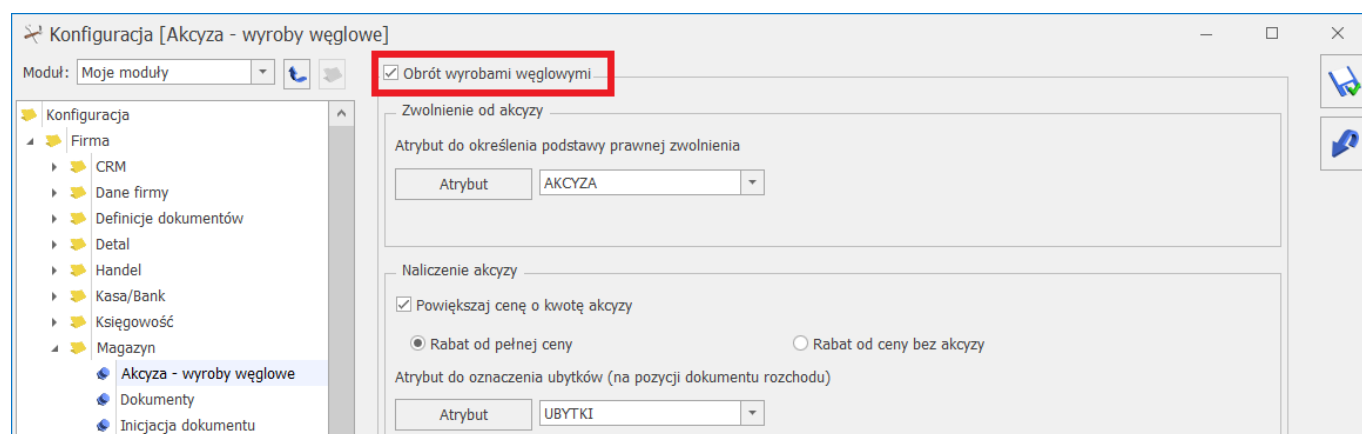 Konfiguracja [Akcyza - wyroby węglowe]
Moduł: Moje moduły
Konfiguracja
Firma
CRM
Dane firmy
Definicje dokumentów
Detal
Handel
Kasa/Bank
Księgowość
Magazyn
Akcyza - wyroby węglowe
Dokumenty
Inicjacja dokumentu
Obrót wyrobami węglowymi
Zwolnienie od akcyzy
Atrybut do określenia podstawy prawnej zwolnienia
Atrybut AKCYZA
Naliczenie akcyzy
Powiększaj cenę o kwotę akcyzy
Rabat od pełnej ceny Rabat od ceny bez akcyzy
Atrybut do oznaczenia ubytków (na pozycji dokumentu rozchodu)
Atrybut UBYTKI